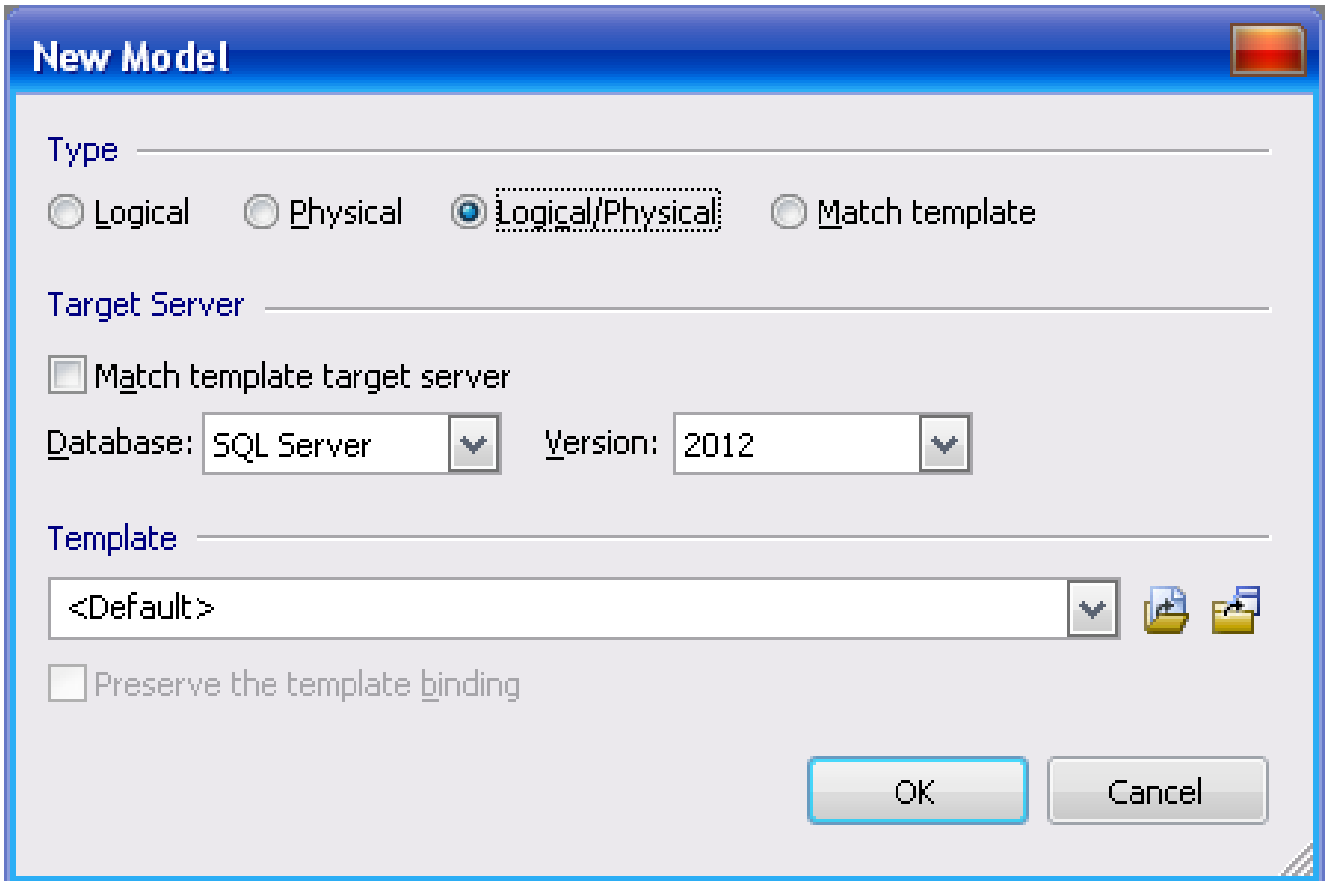 New Model
Type
Logical Physical Logical/Physical Match template
Target Server
Match template target server
Database: SQL Server Version: 2012
Template
<Default>
Preserve the template binding
OK Cancel